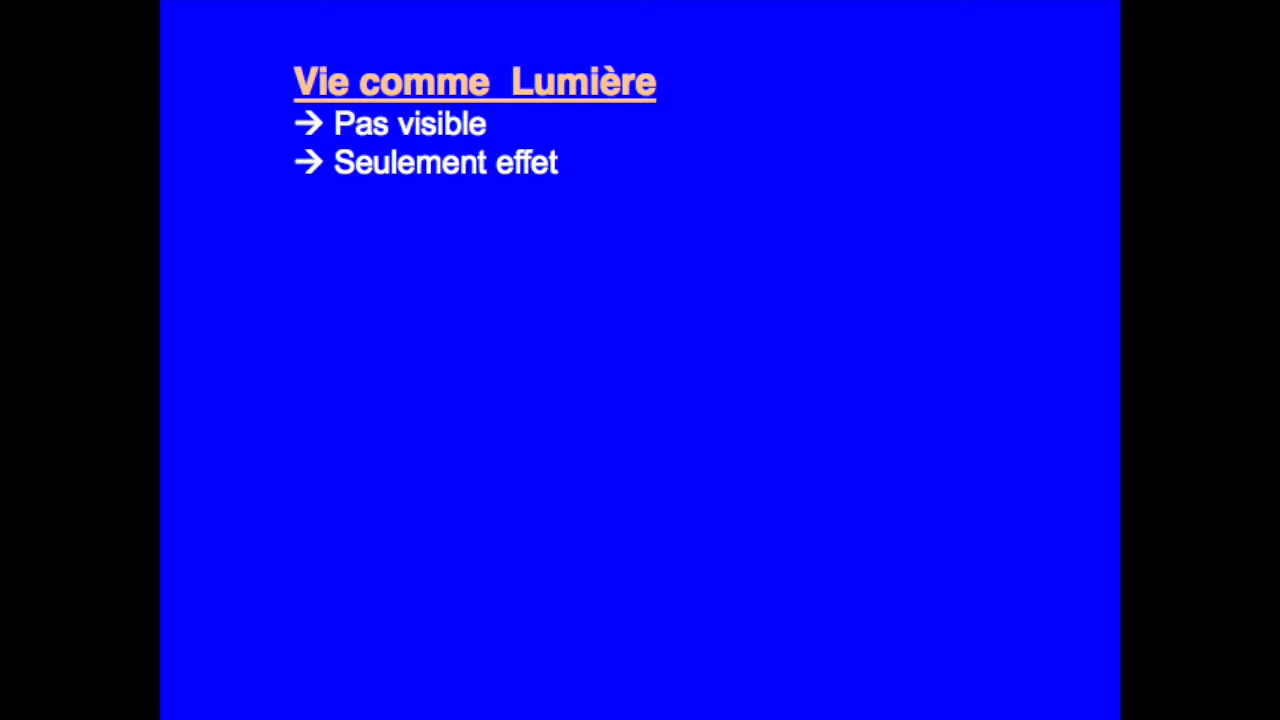 Vie comme  Lumière
→ Pas visible
→ Seulement effet